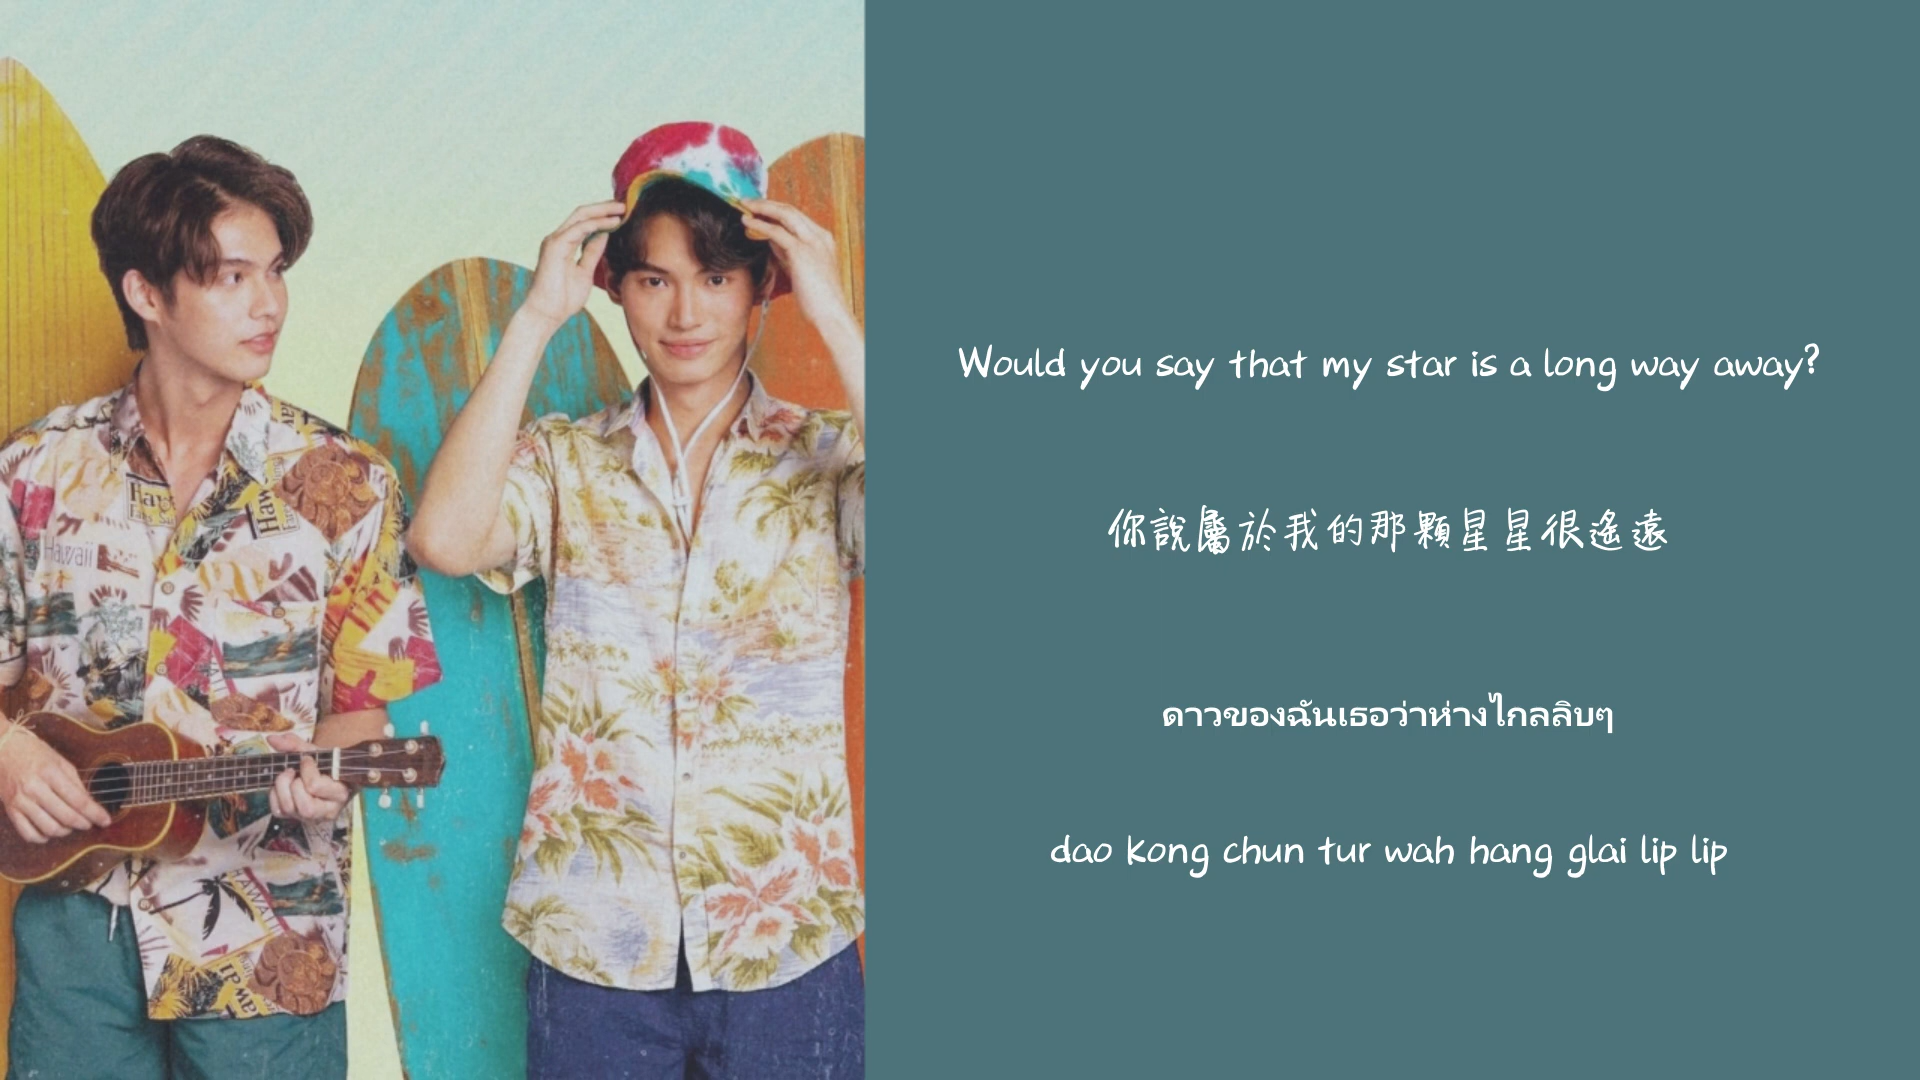 Would you say that my star is a long way away?
你說屬於我的那顆星星很遙遠
ดาวของฉันเธอว่าห่างไกลลิบๆ
dao kong chun tur wah hang glai lip lip
Hawaii